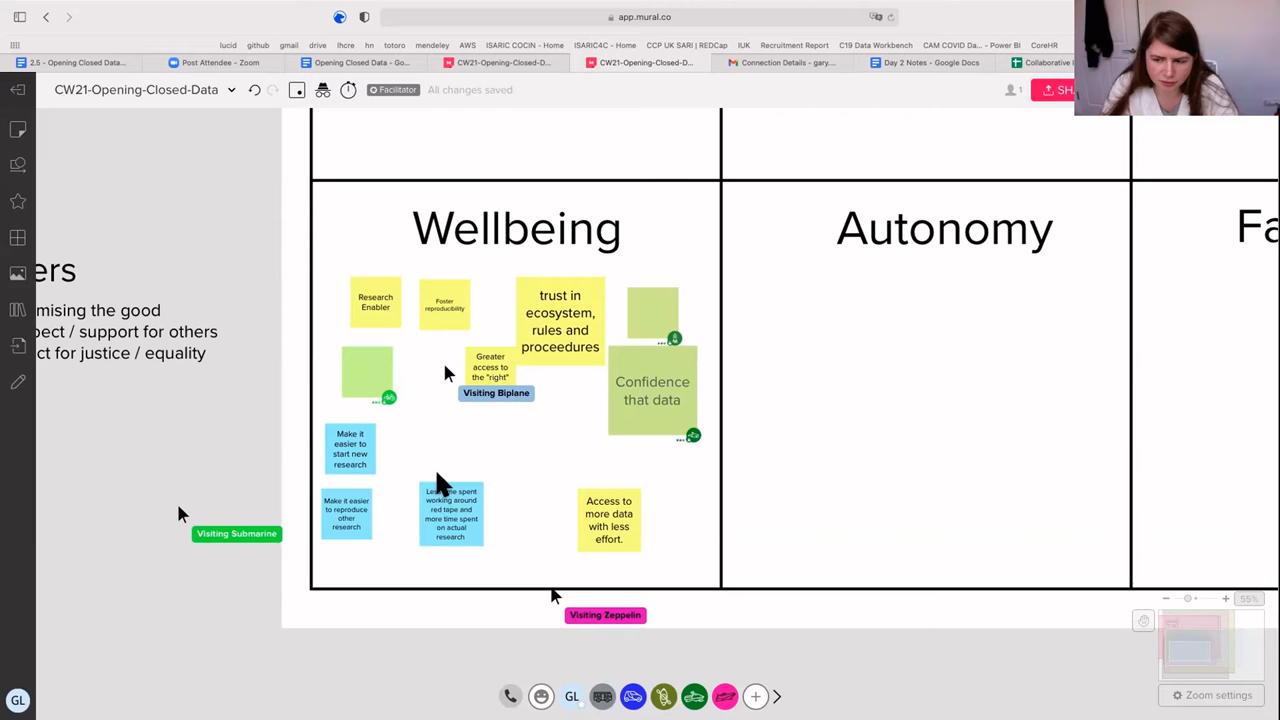 app.mural.co
lucid github gmail drive lhcre hn totoro mendeley AWS ISARIC COCIN - Home ISARIC4C - Home CCP UK SARI | REDCap IUK Recruitment Report C19 Data Workbench CAM COVID Da... - Power BI CoreHR
2.5 - Opening Closed Data... Post Attendee - Zoom Opening Closed Data - Go... CW21-Opening-Closed-D... CW21-Opening-Closed-D... Connection Details - gary.... Day 2 Notes - Google Docs Collaborative I
CW21-Opening-Closed-Data Facilitator All changes saved 1 SH
Wellbeing
Autonomy
Fa
ers
mising the good
pect / support for others
ct for justice / equality
Research
Enabler
Foster
reproducibility
trust in
ecosystem,
rules and
proceedures
Greater
access to
the "right"
Visiting Biplane
Confidence
that data
Make it
easier to
start new
research
Make it easier
to reproduce
other
research
time spent
working around
red tape and
more time spent
on actual
research
Access to
more data
with less
effort.
Visiting Submarine
Visiting Zeppelin
55%
GL
GL
Zoom settings